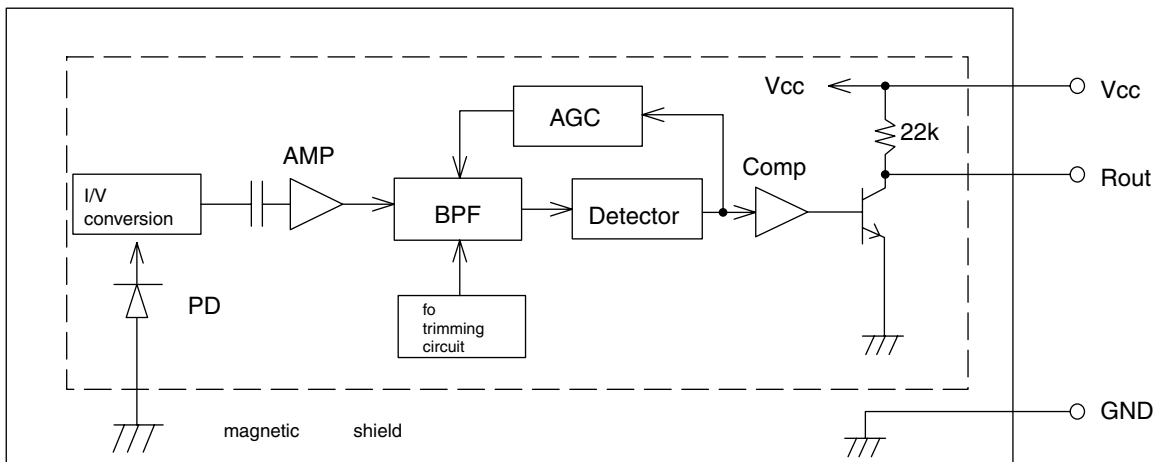 Vcc
Vcc
AGC
22k
AMP
Comp
Rout
I/V
conversion
BPF
Detector
PD
fo
trimming
circuit
GND
magnetic shield